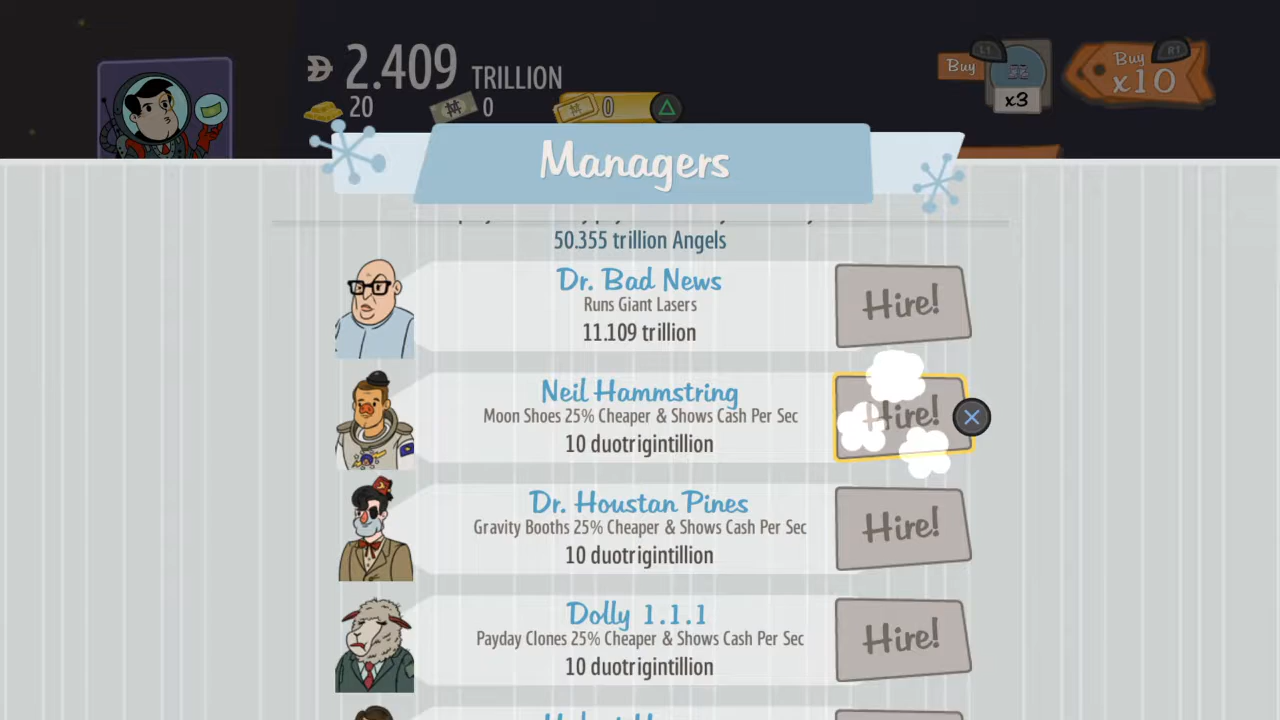 2.409 TRILLION
20
0
0
L1
Buy
x3
R1
Buy
x10
Managers
50.355 trillion Angels
Dr. Bad News
Runs Giant Lasers
11.109 trillion
Hire!
Neil Hammstring
Moon Shoes 25% Cheaper & Shows Cash Per Sec
10 duotrigintillion
Hire!
Dr. Houstan Pines
Gravity Booths 25% Cheaper & Shows Cash Per Sec
10 duotrigintillion
Hire!
Dolly 1.1.1
Payday Clones 25% Cheaper & Shows Cash Per Sec
10 duotrigintillion
Hire!